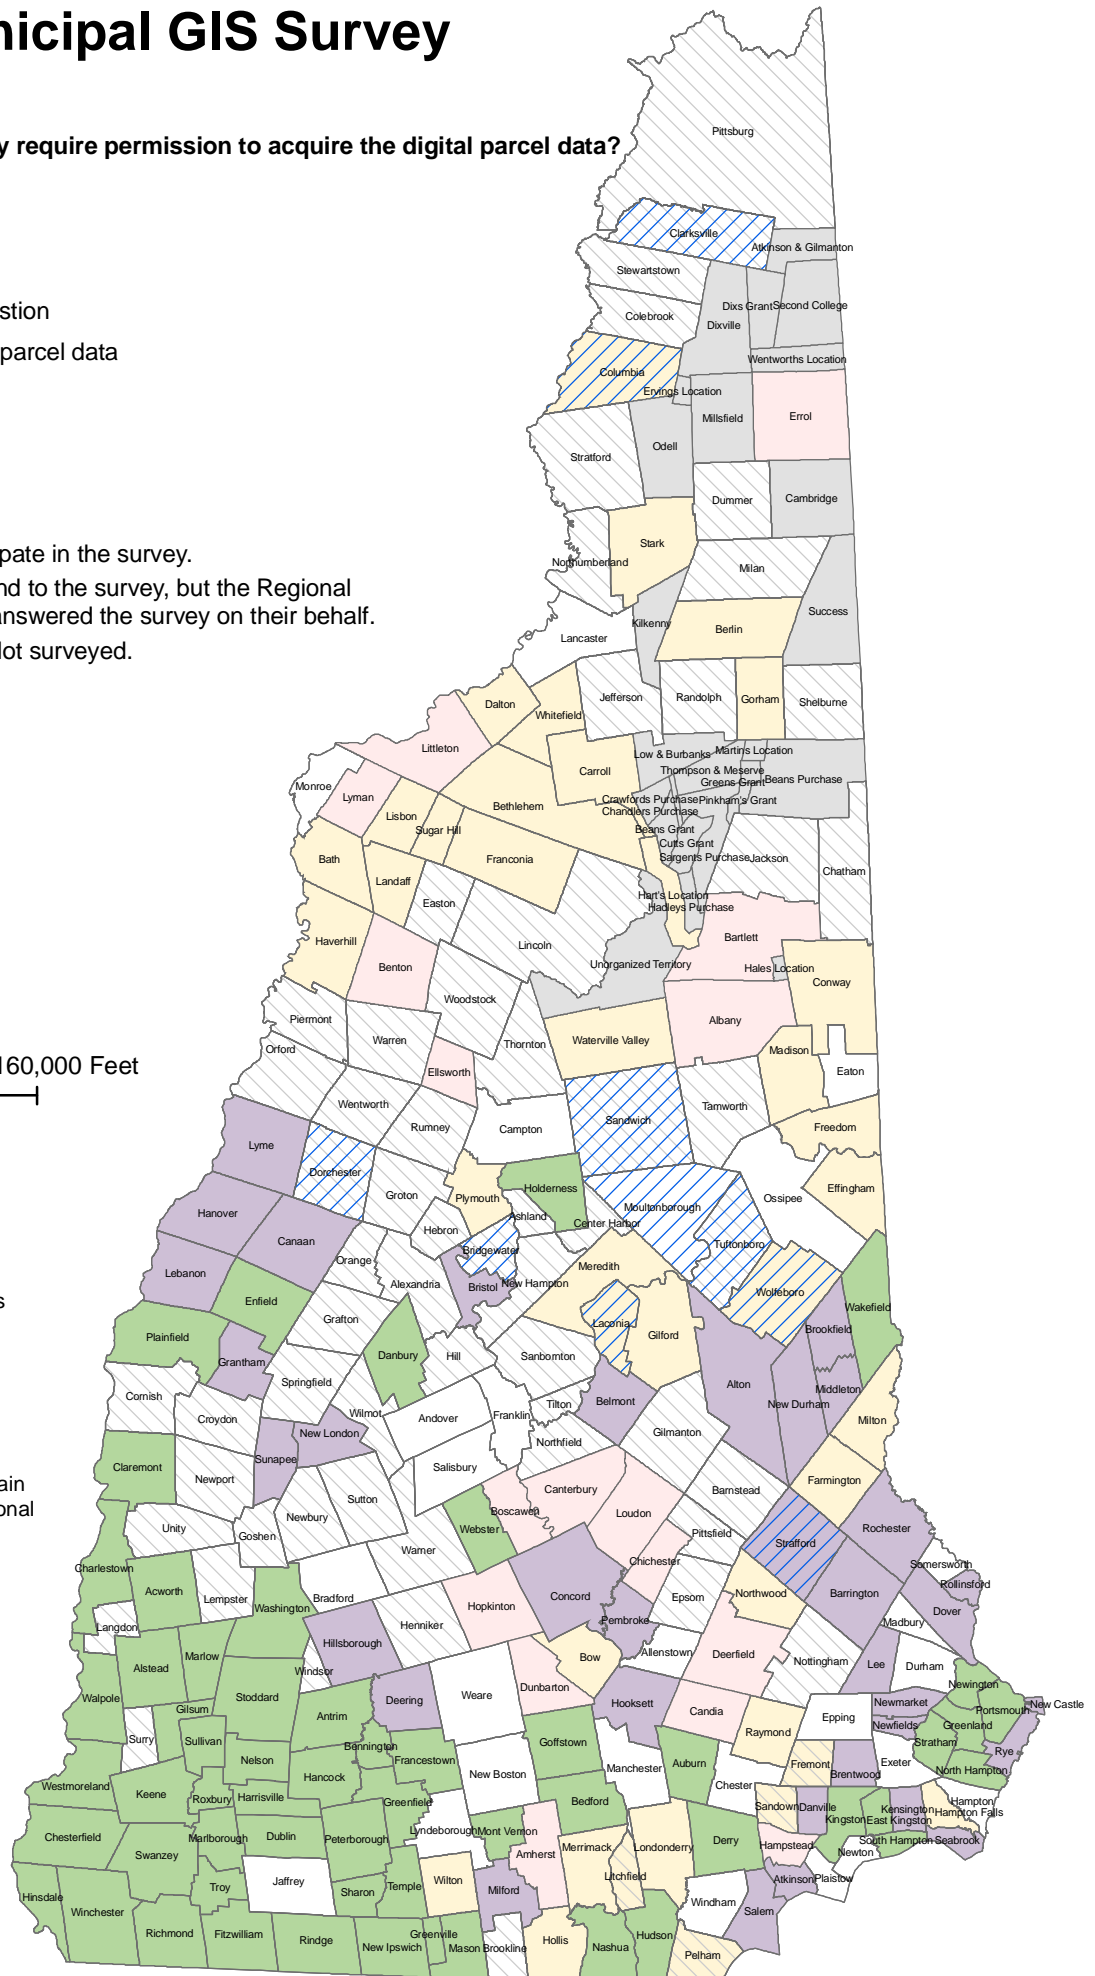 nicipal GIS Survey
y require permission to acquire the digital parcel data?
Pittsburg
Clarksville
Atkinson & Gilmanton
Stewartstown
Dixs Grant
Second College
Colebrook
Dixville
Wentworths Location
stion
parcel data
Columbia
Ervings Location
Errol
Millsfield
Odell
Stratford
Dummer
Cambridge
Stark
pate in the survey.
Northumberland
Milan
nd to the survey, but the Regional
answered the survey on their behalf.
Success
Kilkenny
Berlin
Lancaster
lot surveyed.
Jefferson
Randolph
Gorham
Shelburne
Dalton
Whitefield
Littleton
Low & Burbanks
Martins Location
Carroll
Thompson & Meserve
Greens Grant
Beans Purchase
Monroe
Lyman
Crawfords Purchase
Pinkham's Grant
Bethlehem
Chandlers Purchase
Lisbon
Sugar Hill
Beans Grant
Cutts Grant
Bath
Franconia
Sargents Purchase
Jackson
Chatham
Landaff
Easton
Hart's Location
Hadleys Purchase
Haverhill
Lincoln
Bartlett
Benton
Unorganized Territory
Hales Location
Conway
Woodstock
Piermont
Albany
Warren
Waterville Valley
Thornton
Orford
Madison
160,000 Feet
Ellsworth
Eaton
Wentworth
Tamworth
Rumney
Campton
Sandwich
Freedom
Lyme
Dorchester
Holderness
Effingham
Groton
Plymouth
Ossipee
Moultonborough
Hanover
Ashland
Center Harbor
Hebron
Canaan
Tuftonboro
Bridgewater
Orange
Meredith
Lebanon
Alexandria
Bristol
New Hampton
Wolfeboro
Enfield
s
Wakefield
Grafton
Laconia
Brookfield
Plainfield
Gilford
Danbury
Hill
Sanbornton
Grantham
Springfield
Alton
Middleton
Cornish
Belmont
New Durham
Tilton
Wilmot
Franklin
Croydon
Andover
Milton
New London
Gilmanton
Northfield
Sunapee
Salisbury
Claremont
Newport
Farmington
ain
Canterbury
Barnstead
Sutton
onal
Boscawen
Loudon
Newbury
Webster
Unity
Goshen
Pittsfield
Rochester
Strafford
Warner
Chichester
Somersworth
Charlestown
Acworth
Rollinsford
Lempster
Bradford
Concord
Epsom
Northwood
Barrington
Washington
Hopkinton
Dover
Langdon
Henniker
Pembroke
Madbury
Hillsborough
Allenstown
Deerfield
Alstead
Marlow
Bow
Nottingham
Lee
Durham
Windsor
Newington
Walpole
Stoddard
Deering
Weare
Dunbarton
Hooksett
Newmarket
New Castle
Gilsum
Antrim
Candia
Epping
Portsmouth
Surry
Sullivan
Bennington
Goffstown
Raymond
Newfields
Greenland
Stratham
Rye
Nelson
Francestown
Auburn
Fremont
Exeter
North Hampton
Hancock
New Boston
Manchester
Brentwood
Westmoreland
Keene
Roxbury
Harrisville
Greenfield
Chester
Bedford
Sandown
Danville
Kensington
Hampton
Hampton Falls
Kingston
East Kingston
Chesterfield
Marlborough
Dublin
Peterborough
Lyndeborough
Mont Vernon
Derry
Hampstead
South Hampton
Seabrook
Merrimack
Londonderry
Newton
Swanzey
Amherst
Litchfield
Atkinson
Plaistow
Troy
Jaffrey
Sharon
Temple
Wilton
Milford
Hinsdale
Windham
Winchester
Salem
Richmond
Fitzwilliam
Rindge
New Ipswich
Greenville
Mason
Brookline
Hollis
Nashua
Hudson
Pelham